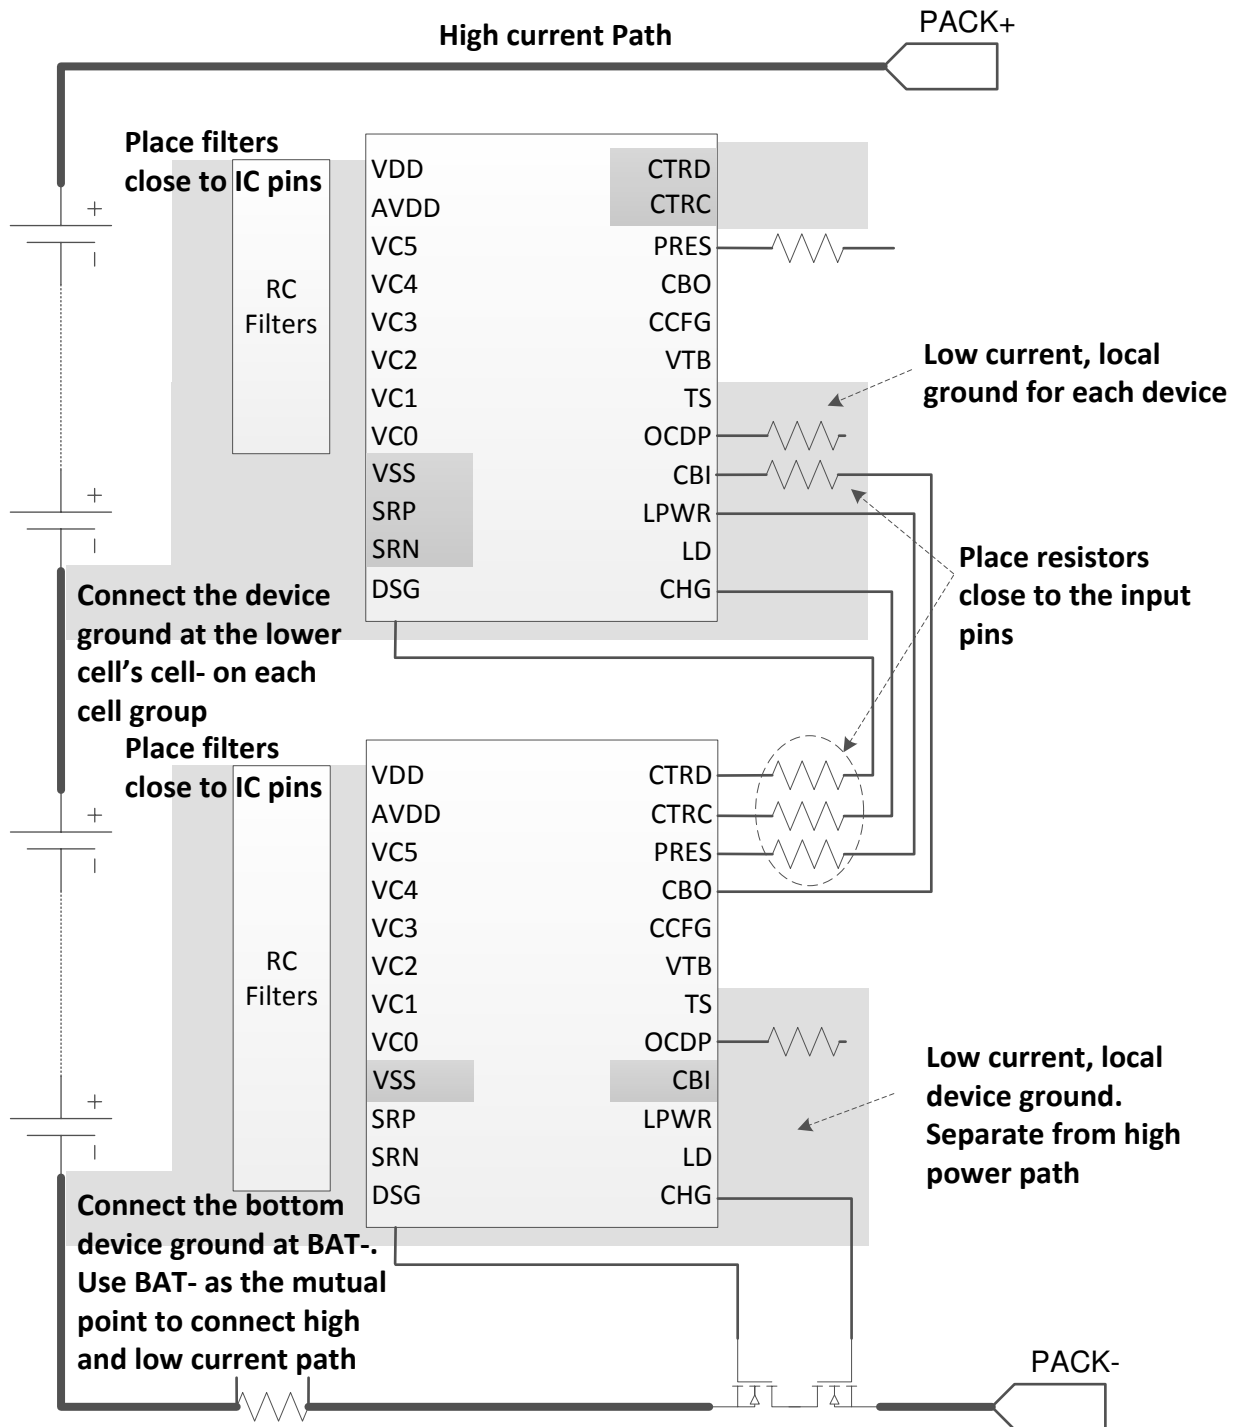 PACK+
High current Path
Place filters
close to IC pins
VDD
AVDD
VC5
VC4
VC3
VC2
VC1
VC0
VSS
SRP
SRN
DSG
CTRD
CTRC
PRES
CBO
CCFG
VTB
TS
OCDP
CBI
LPWR
LD
CHG
RC
Filters
+
–
+
–
Low current, local
ground for each device
Place resistors
close to the input
pins
Connect the device
ground at the lower
cell’s cell- on each
cell group
Place filters
close to IC pins
VDD
AVDD
VC5
VC4
VC3
VC2
VC1
VC0
VSS
SRP
SRN
DSG
CTRD
CTRC
PRES
CBO
CCFG
VTB
TS
OCDP
CBI
LPWR
LD
CHG
RC
Filters
+
–
+
–
Low current, local
device ground.
Separate from high
power path
Connect the bottom
device ground at BAT-.
Use BAT- as the mutual
point to connect high
and low current path
PACK-